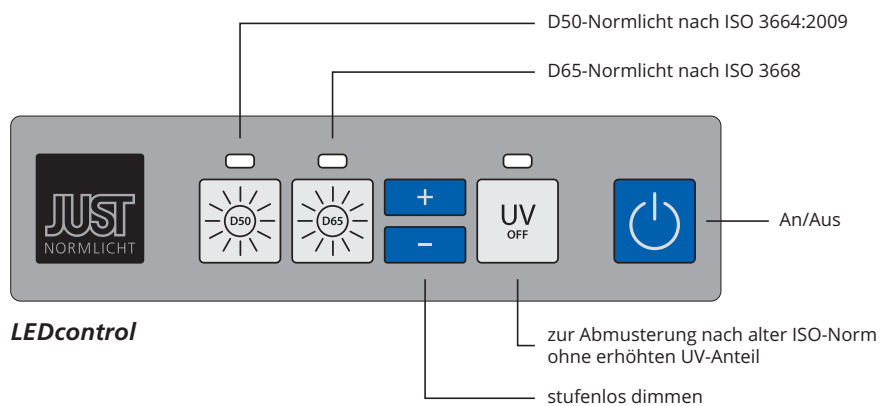 D50-Normlicht nach ISO 3664:2009
D65-Normlicht nach ISO 3668
JUST
NORMLICHT
D50
D65
+
–
UV
OFF
An/Aus
LEDcontrol
zur Abmusterung nach alter ISO-Norm
ohne erhöhten UV-Anteil
stufenlos dimmen